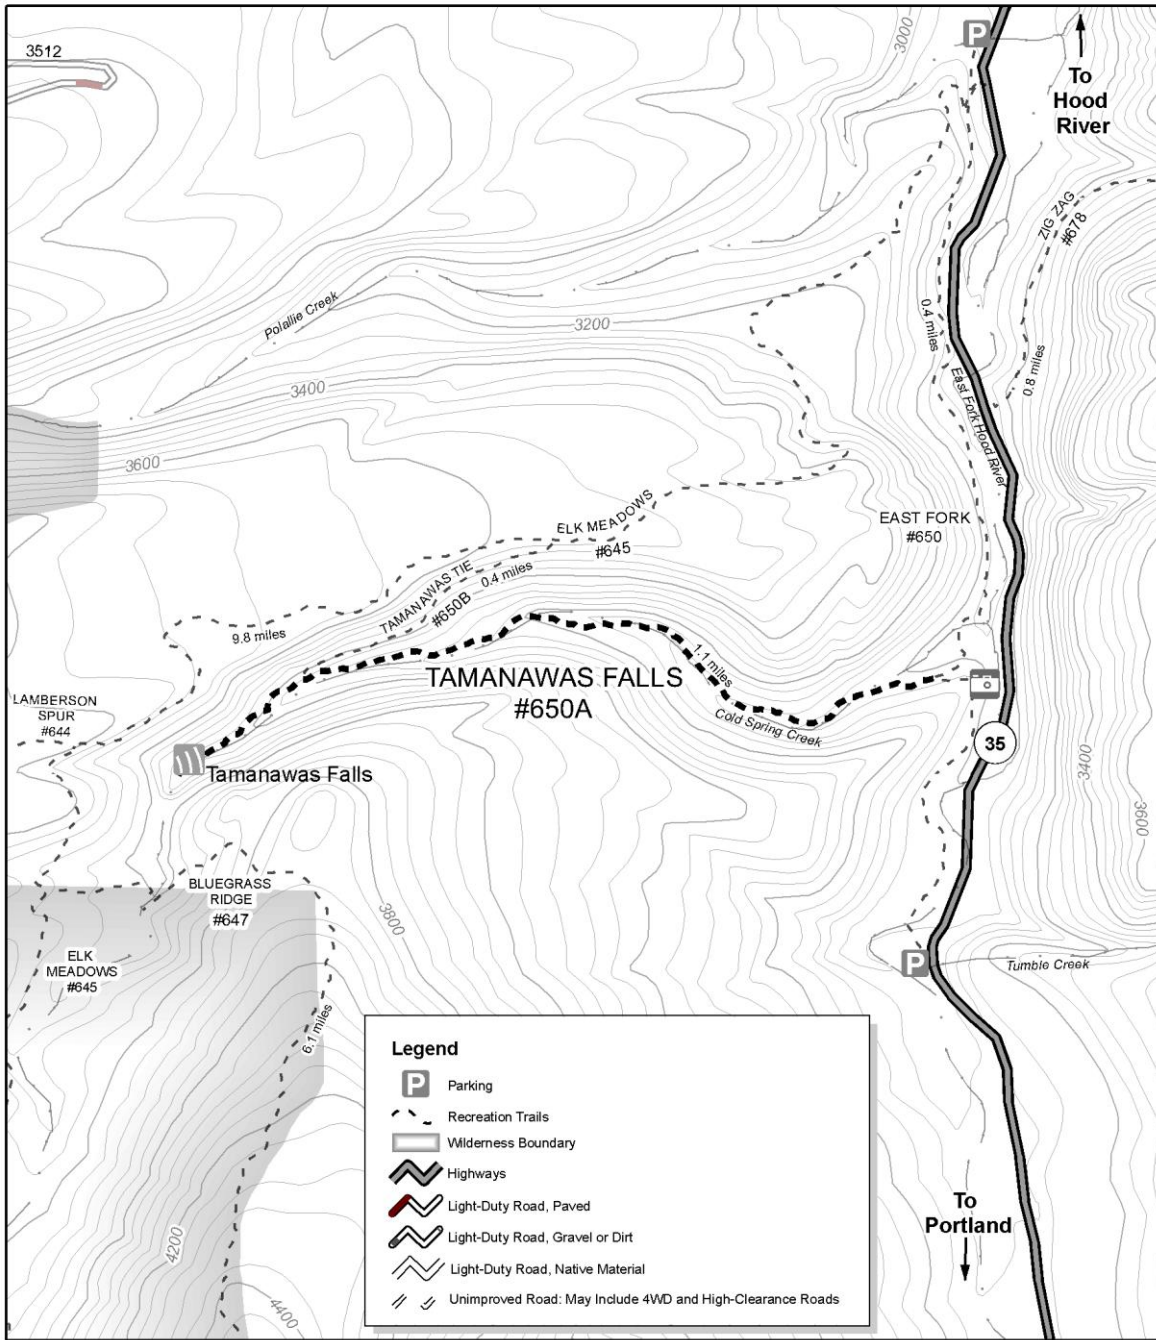 3512
3000
P
To
Hood
River
ZIG ZAG
#678
Polallie Creek
3200
0.4 miles
0.8 miles
East Fork Hood River
3400
3600
ELK MEADOWS
#645
EAST FORK
#650
TAMANAWAS TIE
#650B
0.4 miles
9.8 miles
1.1 miles
TAMANAWAS FALLS
#650A
Cold Spring Creek
LAMBERSON
SPUR
#644
35
3400
3600
Tamanawas Falls
BLUEGRASS
RIDGE
#647
3800
ELK
MEADOWS
#645
P
Tumble Creek
6.1 miles
4200
4400
To
Portland
Legend
P Parking
Recreation Trails
Wilderness Boundary
Highways
Light-Duty Road, Paved
Light-Duty Road, Gravel or Dirt
Light-Duty Road, Native Material
Unimproved Road: May Include 4WD and High-Clearance Roads